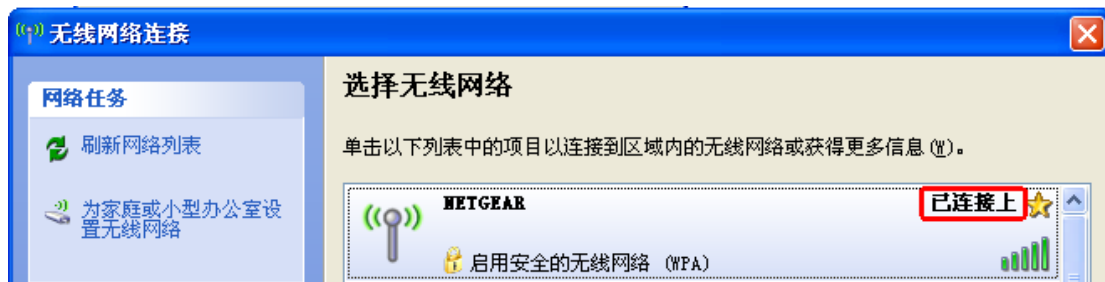 无线网络连接
网络任务
刷新网络列表
为家庭或小型办公室设
置无线网络
选择无线网络
单击以下列表中的项目以连接到区域内的无线网络或获得更多信息(W)。
NETGEAR
已连接上
启用安全的无线网络 (WPA)